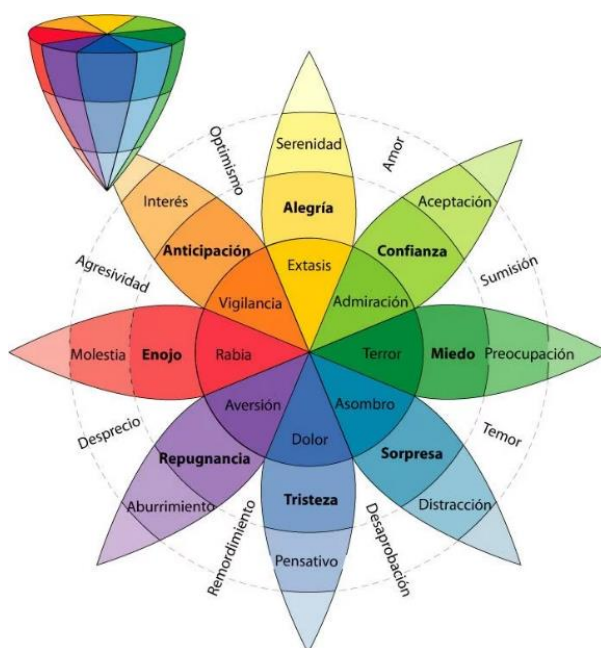 Serenidad
Optimismo
Amor
Interés
Alegría
Aceptación
Anticipación
Confianza
Extasis
Agresividad
Sumisión
Vigilancia
Admiración
Molestia
Enojo
Rabia
Terror
Miedo
Preocupación
Aversión
Asombro
Desprecio
Dolor
Temor
Repugnancia
Sorpresa
Aburrimiento
Tristeza
Distracción
Remordimiento
Pensativo
Desaprobación